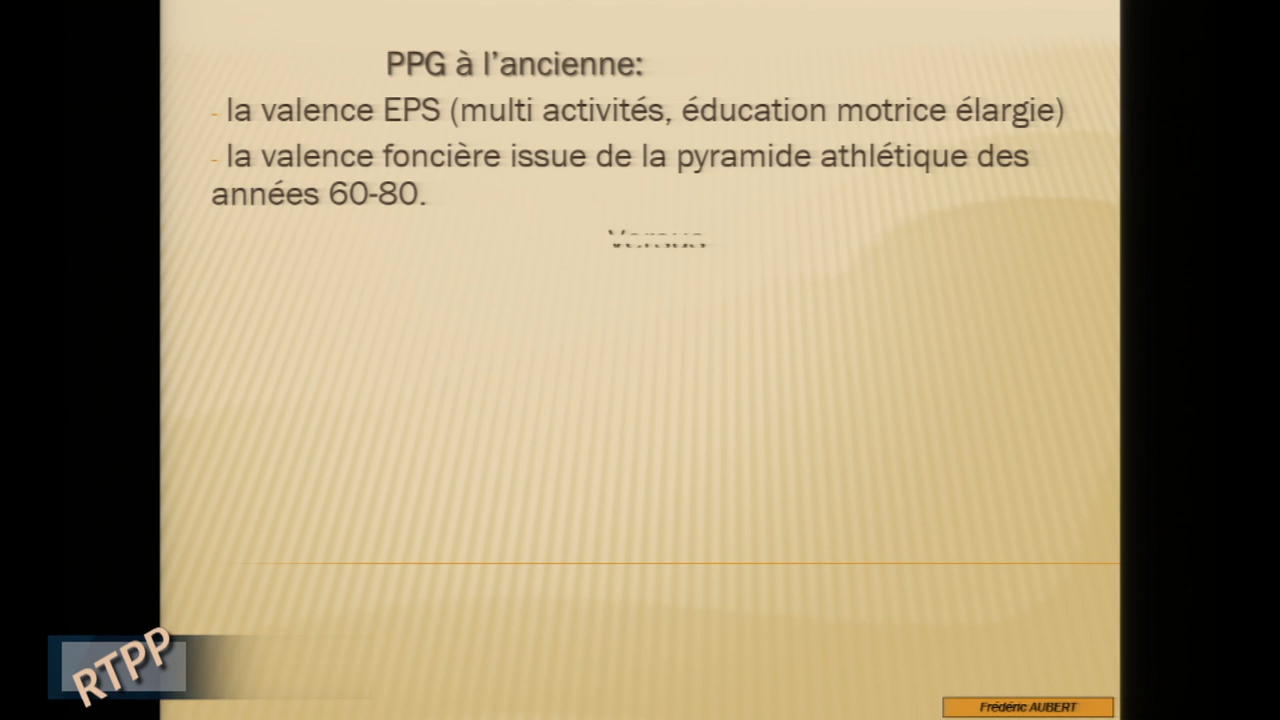 PPG à l'ancienne:
- la valence EPS (multi activités, éducation motrice élargie)
- la valence foncière issue de la pyramide athlétique des
années 60-80.
Versus
RTPP
Frédéric AUBERT